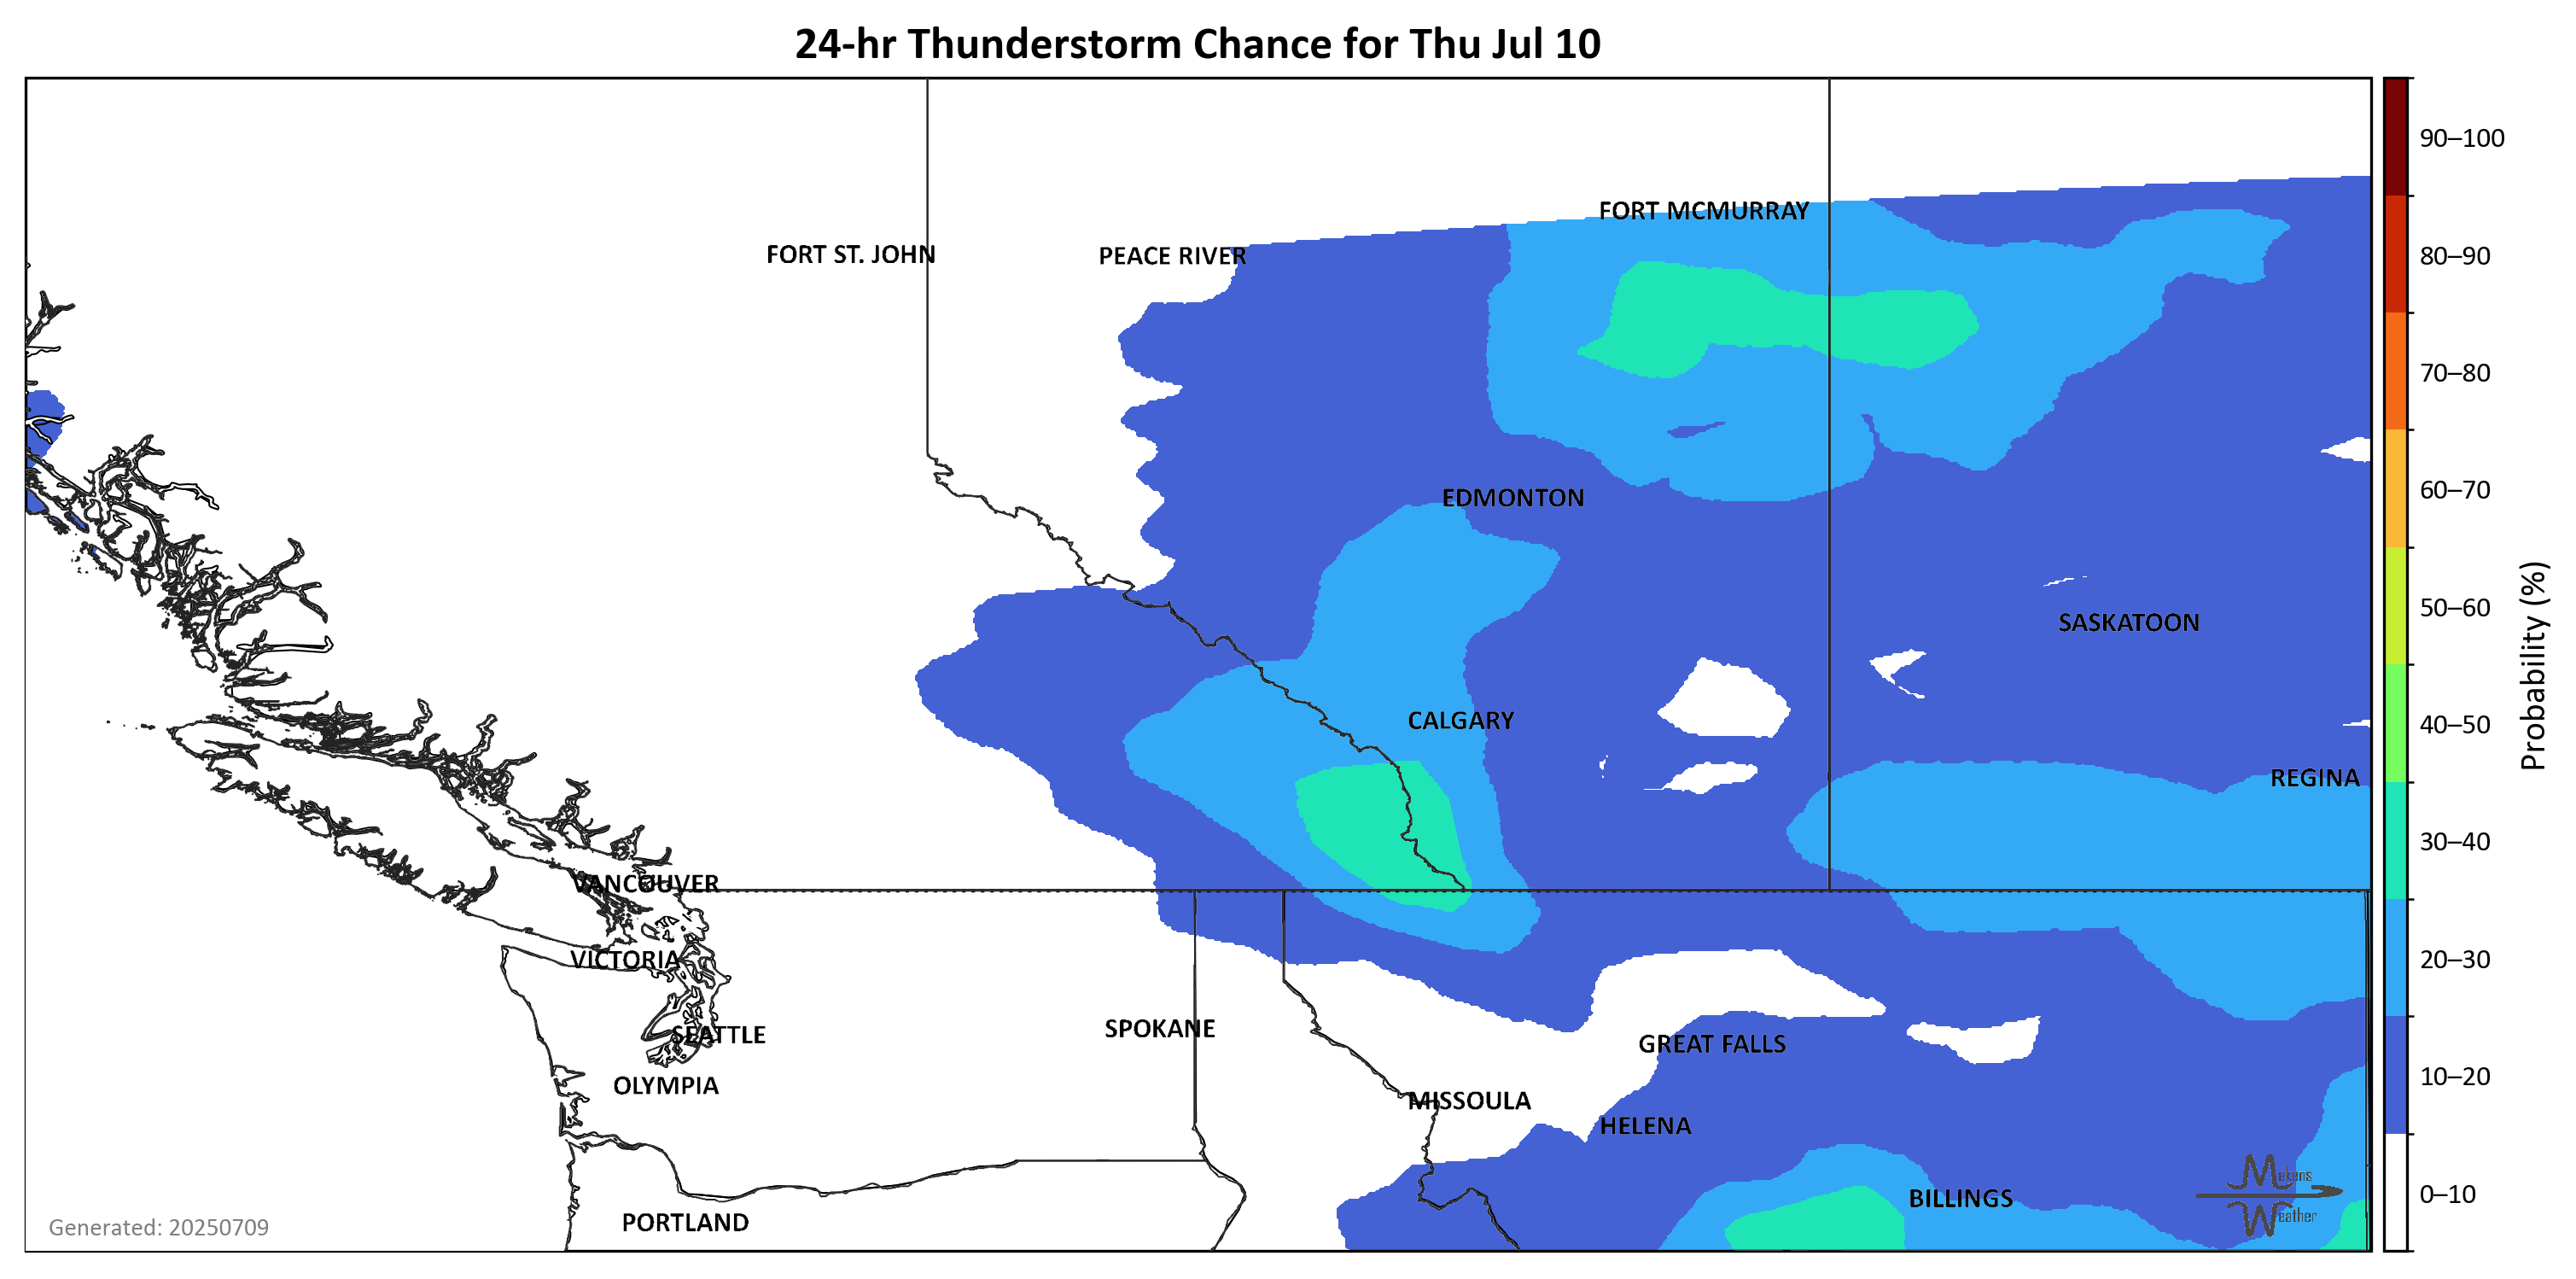 24-hr Thunderstorm Chance for Thu Jul 10
90–100
FORT MCMURRAY
FORT ST. JOHN
PEACE RIVER
80–90
70–80
60–70
EDMONTON
50–60
SASKATOON
Probability (%)
CALGARY
40–50
REGINA
30–40
VANCOUVER
VICTORIA
20–30
SPOKANE
SEATTLE
GREAT FALLS
OLYMPIA
10–20
MISSOULA
HELENA
Mekens
Weather
BILLINGS
0–10
PORTLAND
Generated: 20250709